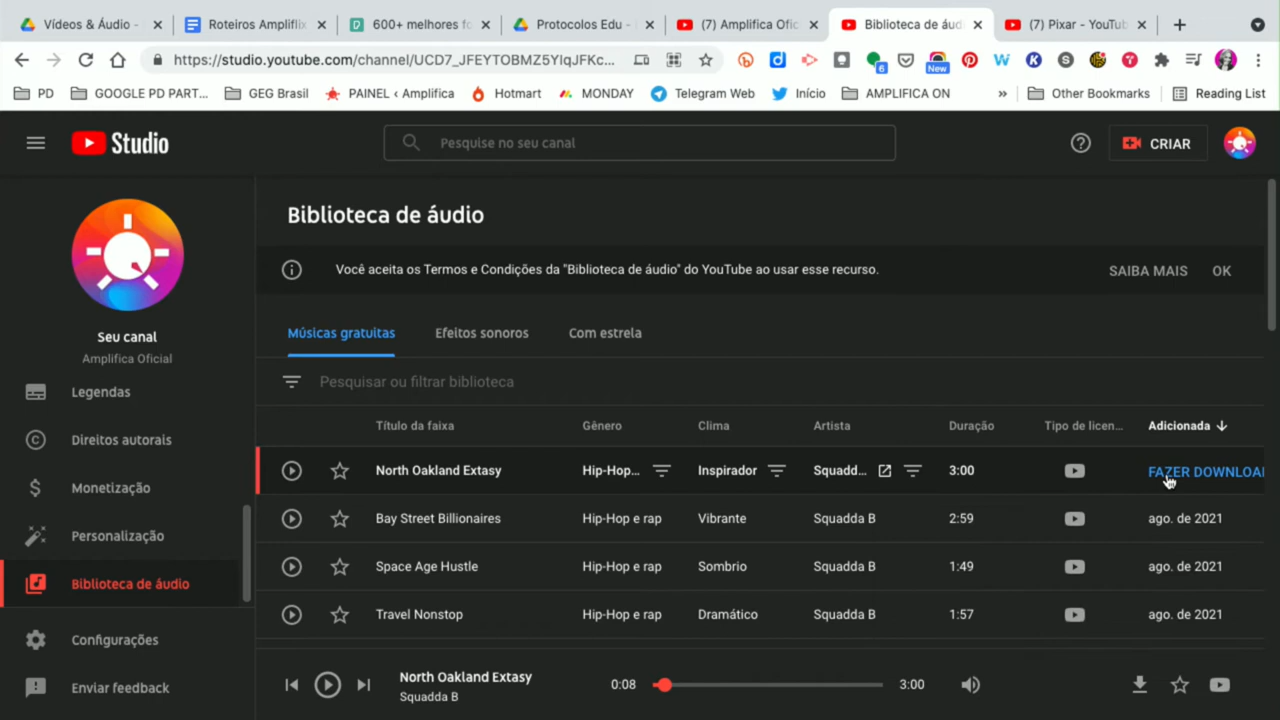 Vídeos & Áudio -
Roteiros Amplifix
600+ melhores fo
Protocolos Edu -
(7) Amplifica Ofic
Biblioteca de áud
(7) Pixar - YouTub
https://studio.youtube.com/channel/UCD7_JFEYTOBMZ5YIqJFKc...
6
New
PD
GOOGLE PD PART...
GEG Brasil
PAINEL ‹ Amplifica
Hotmart
MONDAY
Telegram Web
Início
AMPLIFICA ON
»
Other Bookmarks
Reading List
Studio
Pesquise no seu canal
CRIAR
Seu canal
Amplifica Oficial
Legendas
Direitos autorais
Monetização
Personalização
Biblioteca de áudio
Configurações
Enviar feedback
Biblioteca de áudio
Você aceita os Termos e Condições da "Biblioteca de áudio" do YouTube ao usar esse recurso.
SAIBA MAIS
OK
Músicas gratuitas
Efeitos sonoros
Com estrela
Pesquisar ou filtrar biblioteca
Título da faixa Gênero Clima Artista Duração Tipo de licen... Adicionada
North Oakland Extasy Hip-Hop... Inspirador Squadd... 3:00 FAZER DOWNLOA
Bay Street Billionaires Hip-Hop e rap Vibrante Squadda B 2:59 ago. de 2021
Space Age Hustle Hip-Hop e rap Sombrio Squadda B 1:49 ago. de 2021
Travel Nonstop Hip-Hop e rap Dramático Squadda B 1:57 ago. de 2021
North Oakland Extasy
Squadda B
0:08
3:00